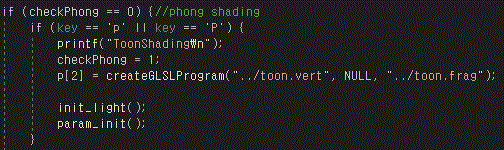 if (checkPhong == 0) {//phong shading
if (key == 'p' || key == 'P') {
printf("ToonShading₩n");
checkPhong = 1;
p[2] = createGLSLProgram("../toon.vert", NULL, "../toon.frag");
init_light();
param_init();
}